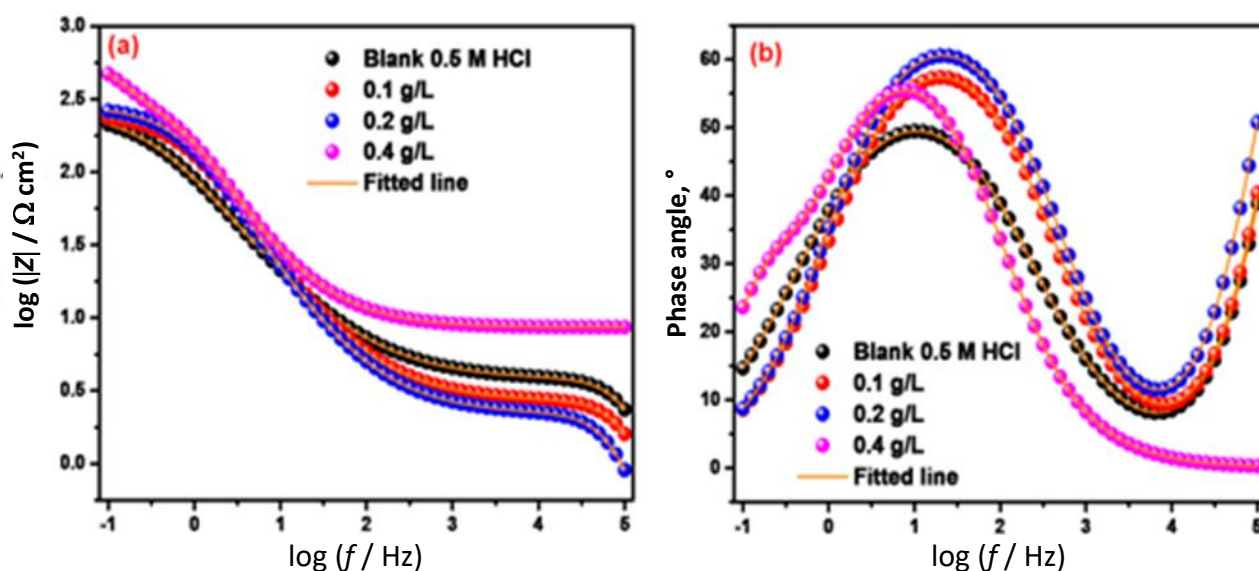 (a)
log (|Z| / Ω cm²)
3.0
2.5
2.0
1.5
1.0
0.5
0.0
Blank 0.5 M HCl
0.1 g/L
0.2 g/L
0.4 g/L
Fitted line
-1 0 1 2 3 4 5
log (f / Hz)
(b)
Phase angle, °
60
50
40
30
20
10
0
Blank 0.5 M HCl
0.1 g/L
0.2 g/L
0.4 g/L
Fitted line
-1 0 1 2 3 4 5
log (f / Hz)